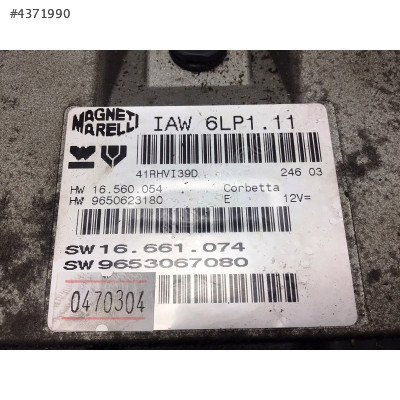 #4371990
MAGNETI MARELLI
IAW 6LP1.11
41RHVI39D 246 03
HW 16.560.054 Corbetta
HW 9650623180 E 12V=
SW 16.661.074
SW 9653067080
0470304